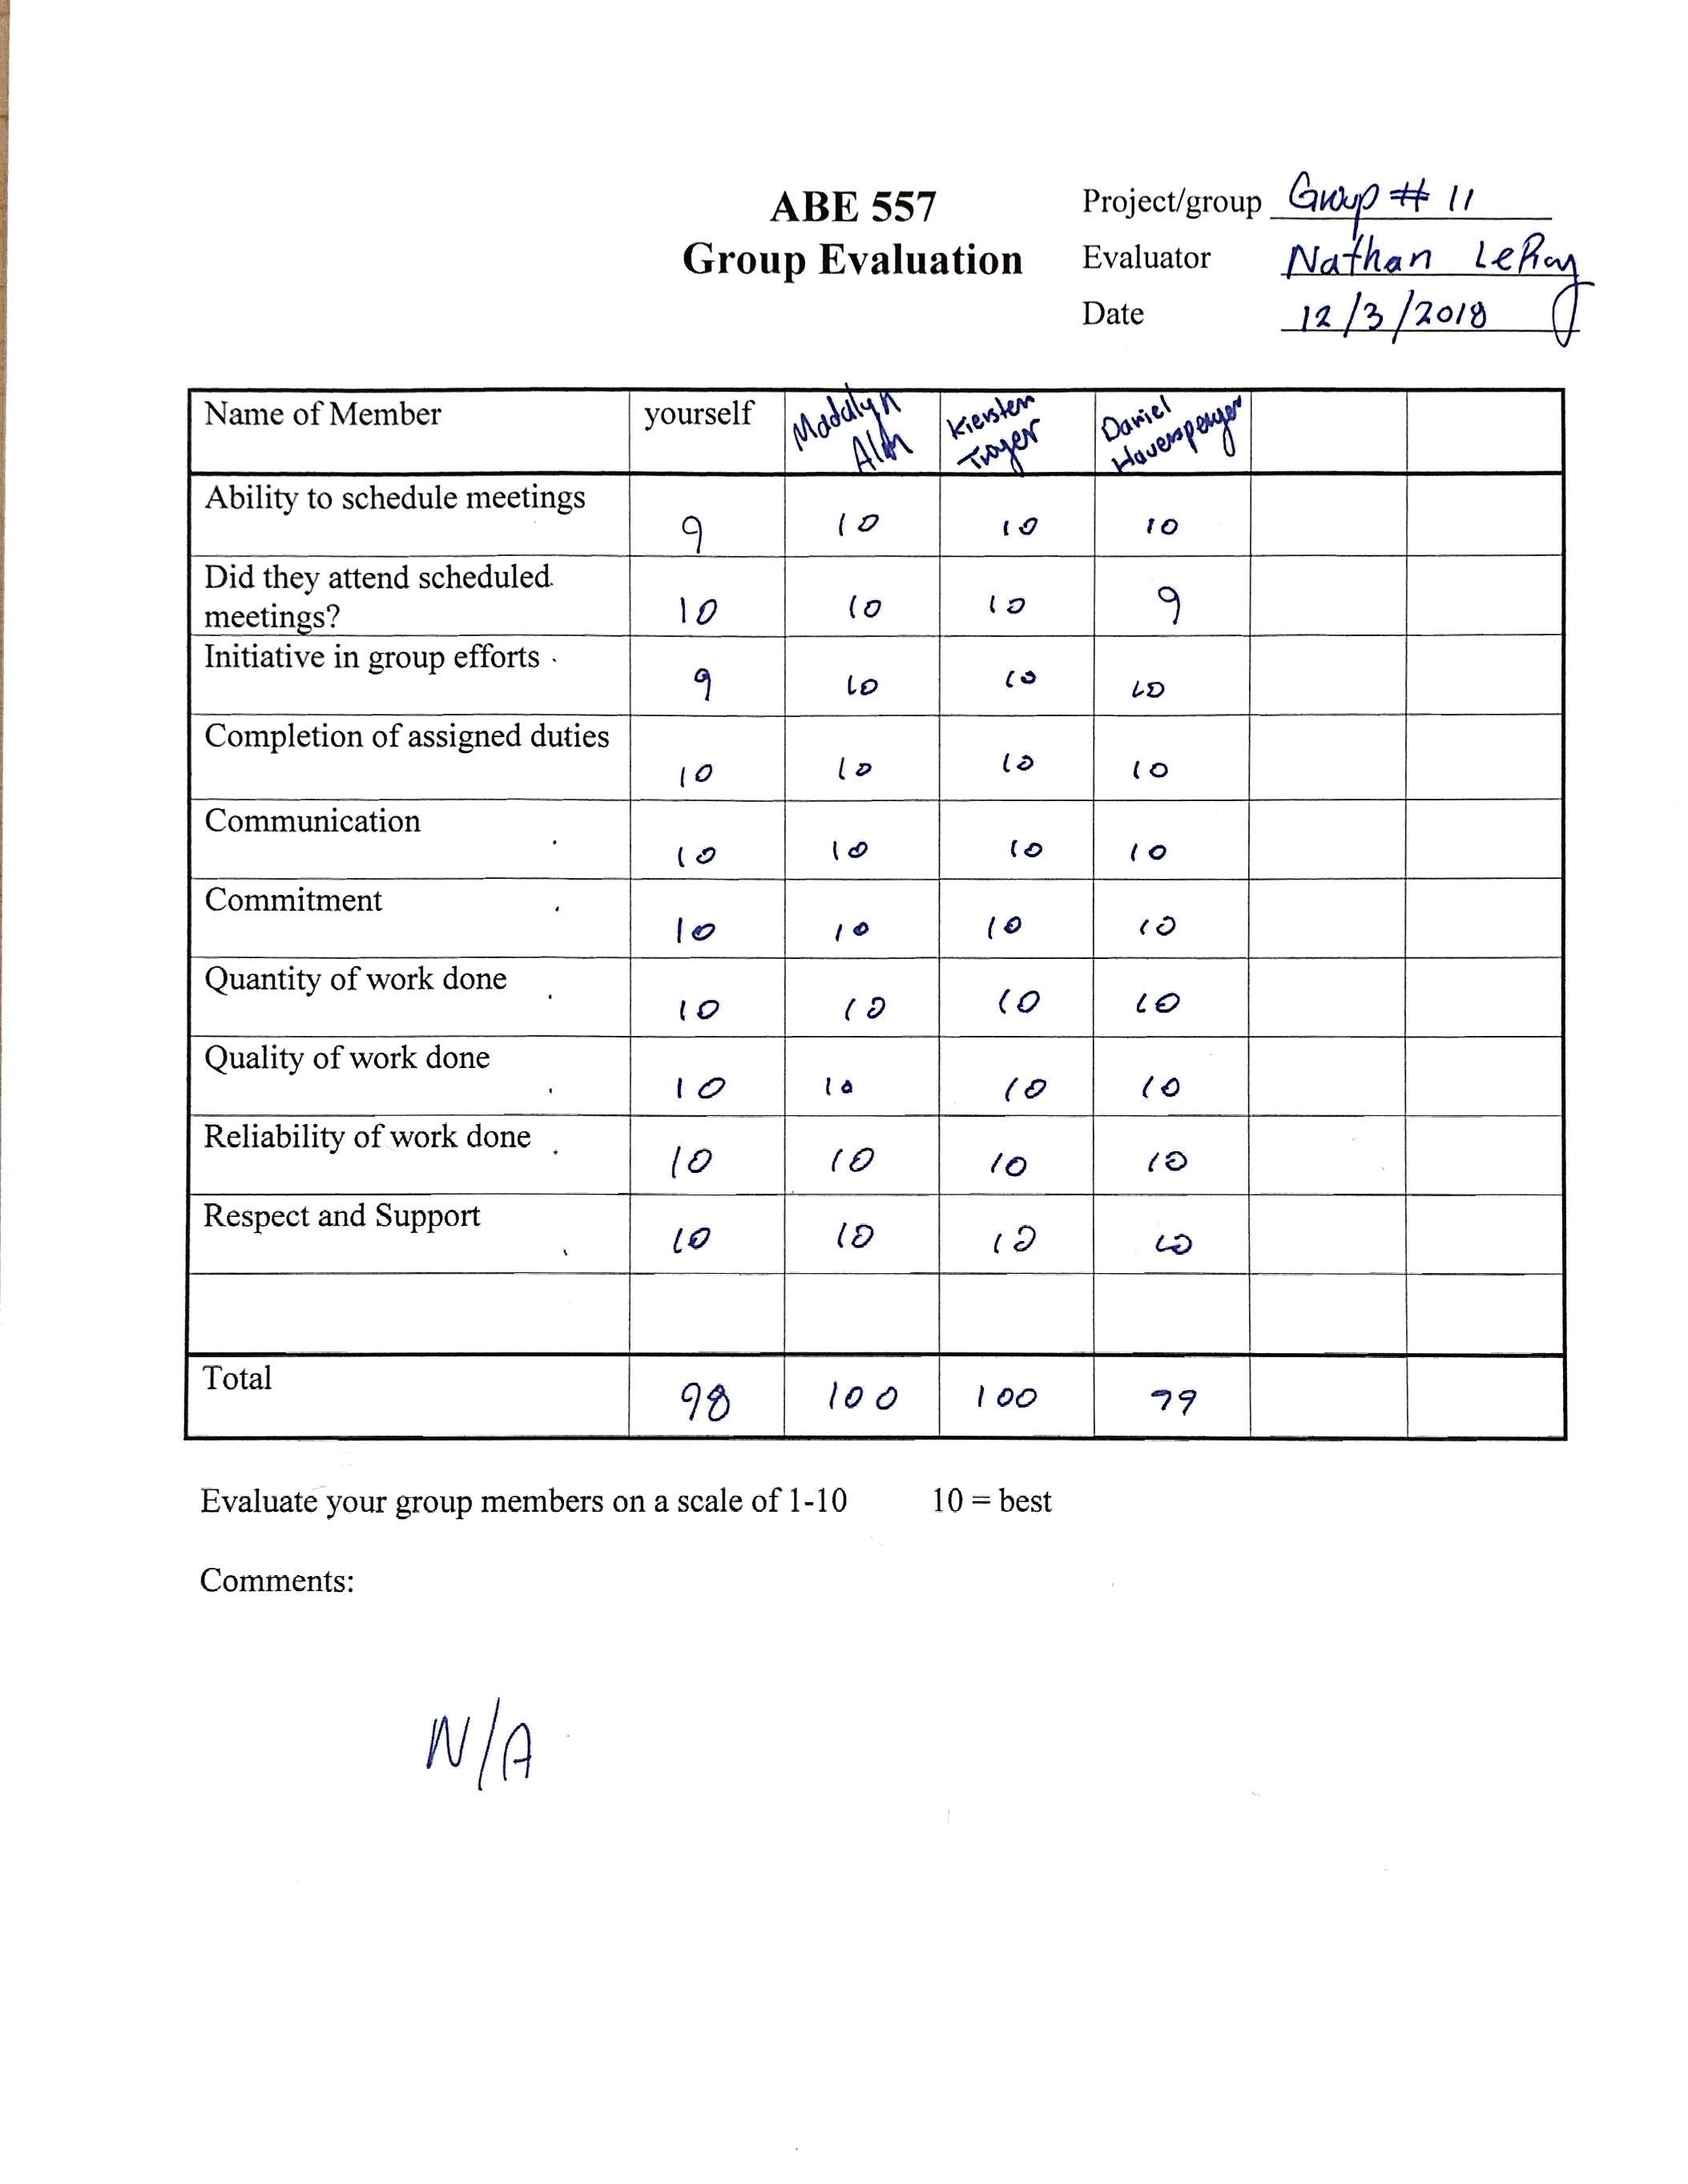 ABE 557
Group Evaluation
Project/group Group # 11
Evaluator Nathan LeRoy
Date 12/3/2018
Name of Member yourself Madalyn Alm Kiersten Troyer Daniel Haversperger
Ability to schedule meetings 9 10 10 10
Did they attend scheduled
meetings? 10 10 10 9
Initiative in group efforts 9 10 10 10
Completion of assigned duties 10 10 10 10
Communication 10 10 10 10
Commitment 10 10 10 10
Quantity of work done 10 10 10 10
Quality of work done 10 10 10 10
Reliability of work done 10 10 10 10
Respect and Support 10 10 10 10
Total 98 100 100 99
Evaluate your group members on a scale of 1-10 10 = best
Comments:
N/A